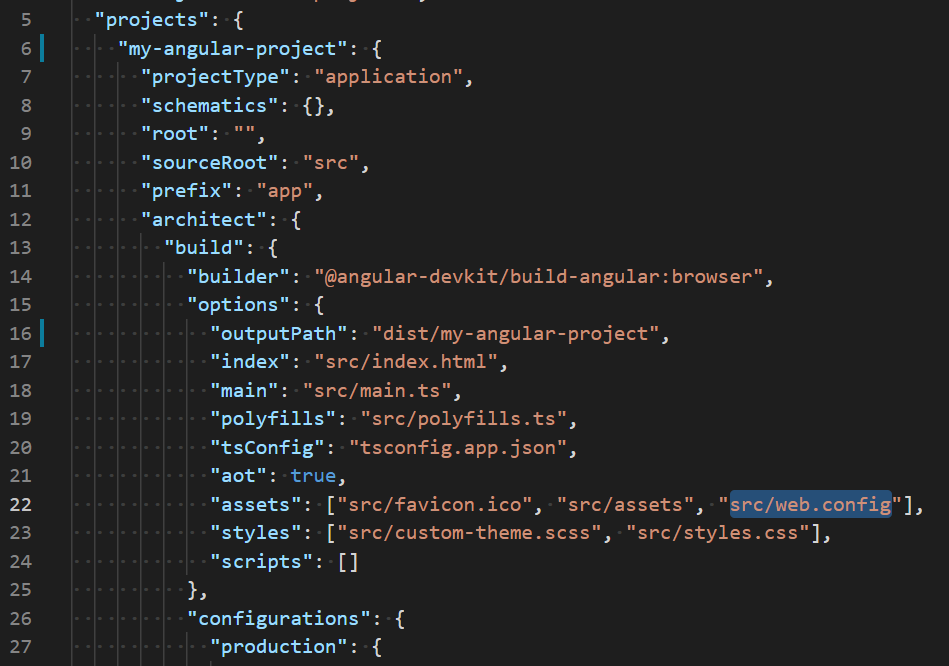 5 "projects": {
6 "my-angular-project": {
7 "projectType": "application",
8 "schematics": {},
9 "root": "",
10 "sourceRoot": "src",
11 "prefix": "app",
12 "architect": {
13 "build": {
14 "builder": "@angular-devkit/build-angular:browser",
15 "options": {
16 "outputPath": "dist/my-angular-project",
17 "index": "src/index.html",
18 "main": "src/main.ts",
19 "polyfills": "src/polyfills.ts",
20 "tsConfig": "tsconfig.app.json",
21 "aot": true,
22 "assets": ["src/favicon.ico", "src/assets", "src/web.config"],
23 "styles": ["src/custom-theme.scss", "src/styles.css"],
24 "scripts": []
25 },
26 "configurations": {
27 "production": {